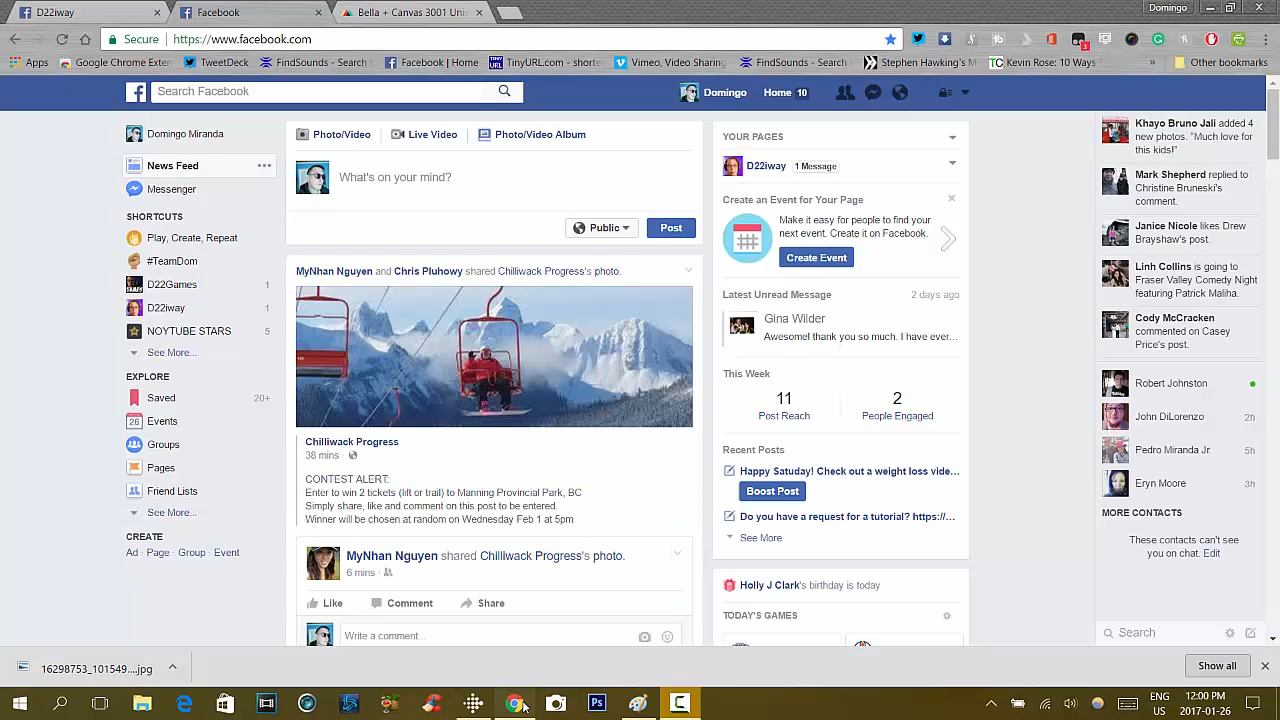 D22iway
Facebook
Bella + Canvas 3001 Unis
Domingo
Secure
https://www.facebook.com
3
Apps
Google Chrome Exter
TweetDeck
FindSounds - Search
Facebook | Home
TinyURL.com - shorte
Vimeo, Video Sharing
FindSounds - Search
Stephen Hawking's M
Kevin Rose: 10 Ways
»
Other bookmarks
Search Facebook
Domingo
Home 10
Domingo Miranda
News Feed
Messenger
SHORTCUTS
Play, Create, Repeat
#TeamDom
D22Games 1
D22iway 1
NOYTUBE STARS 5
See More...
EXPLORE
Saved 20+
26 Events
Groups
Pages
Friend Lists
See More...
CREATE
Ad · Page · Group · Event
Photo/Video
Live Video
Photo/Video Album
What's on your mind?
Public
Post
MyNhan Nguyen and Chris Pluhowy shared Chilliwack Progress's photo.
Chilliwack Progress
38 mins ·
CONTEST ALERT:
Enter to win 2 tickets (lift or trail) to Manning Provincial Park, BC
Simply share, like and comment on this post to be entered.
Winner will be chosen at random on Wednesday Feb 1 at 5pm
MyNhan Nguyen shared Chilliwack Progress's photo.
6 mins ·
Like
Comment
Share
Write a comment...
YOUR PAGES
D22iway 1 Message
Create an Event for Your Page
Make it easy for people to find your
next event. Create it on Facebook.
Create Event
Latest Unread Message 2 days ago
Gina Wilder
Awesome! thank you so much. I have ever...
This Week
11
Post Reach
2
People Engaged
Recent Posts
Happy Satuday! Check out a weight loss vide...
Boost Post
Do you have a request for a tutorial? https://...
See More
Holly J Clark's birthday is today
TODAY'S GAMES
Khayo Bruno Jali added 4
new photos. "Much love for
this kids!"
Mark Shepherd replied to
Christine Bruneski's
comment.
Janice Nicole likes Drew
Brayshaw's post.
Linh Collins is going to
Fraser Valley Comedy Night
featuring Patrick Maliha.
Cody McCracken
commented on Casey
Price's post.
Robert Johnston
John DiLorenzo 2h
Pedro Miranda Jr. 5h
Eryn Moore 3h
MORE CONTACTS
These contacts can't see
you on chat. Edit
Search
16298753_101549....jpg
Show all
Ps
ENG
US
12:00 PM
2017-01-26